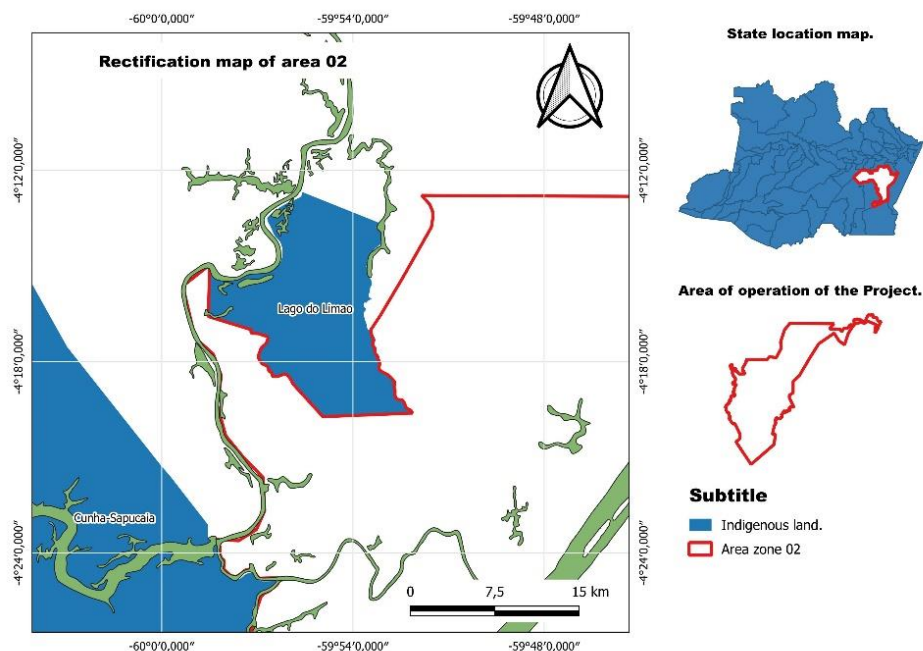 -60°0'0,000"
-59°54'0,000"
-59°48'0,000"
Rectification map of area 02
-4°12'0,000"
-4°12'0,000"
Lago do Limao
-4°18'0,000"
-4°18'0,000"
Cunha-Sapucaia
-4°24'0,000"
-4°24'0,000"
0
7,5
15 km
-60°0'0,000"
-59°54'0,000"
-59°48'0,000"
State location map.
Area of operation of the Project.
Subtitle
Indigenous land.
Area zone 02